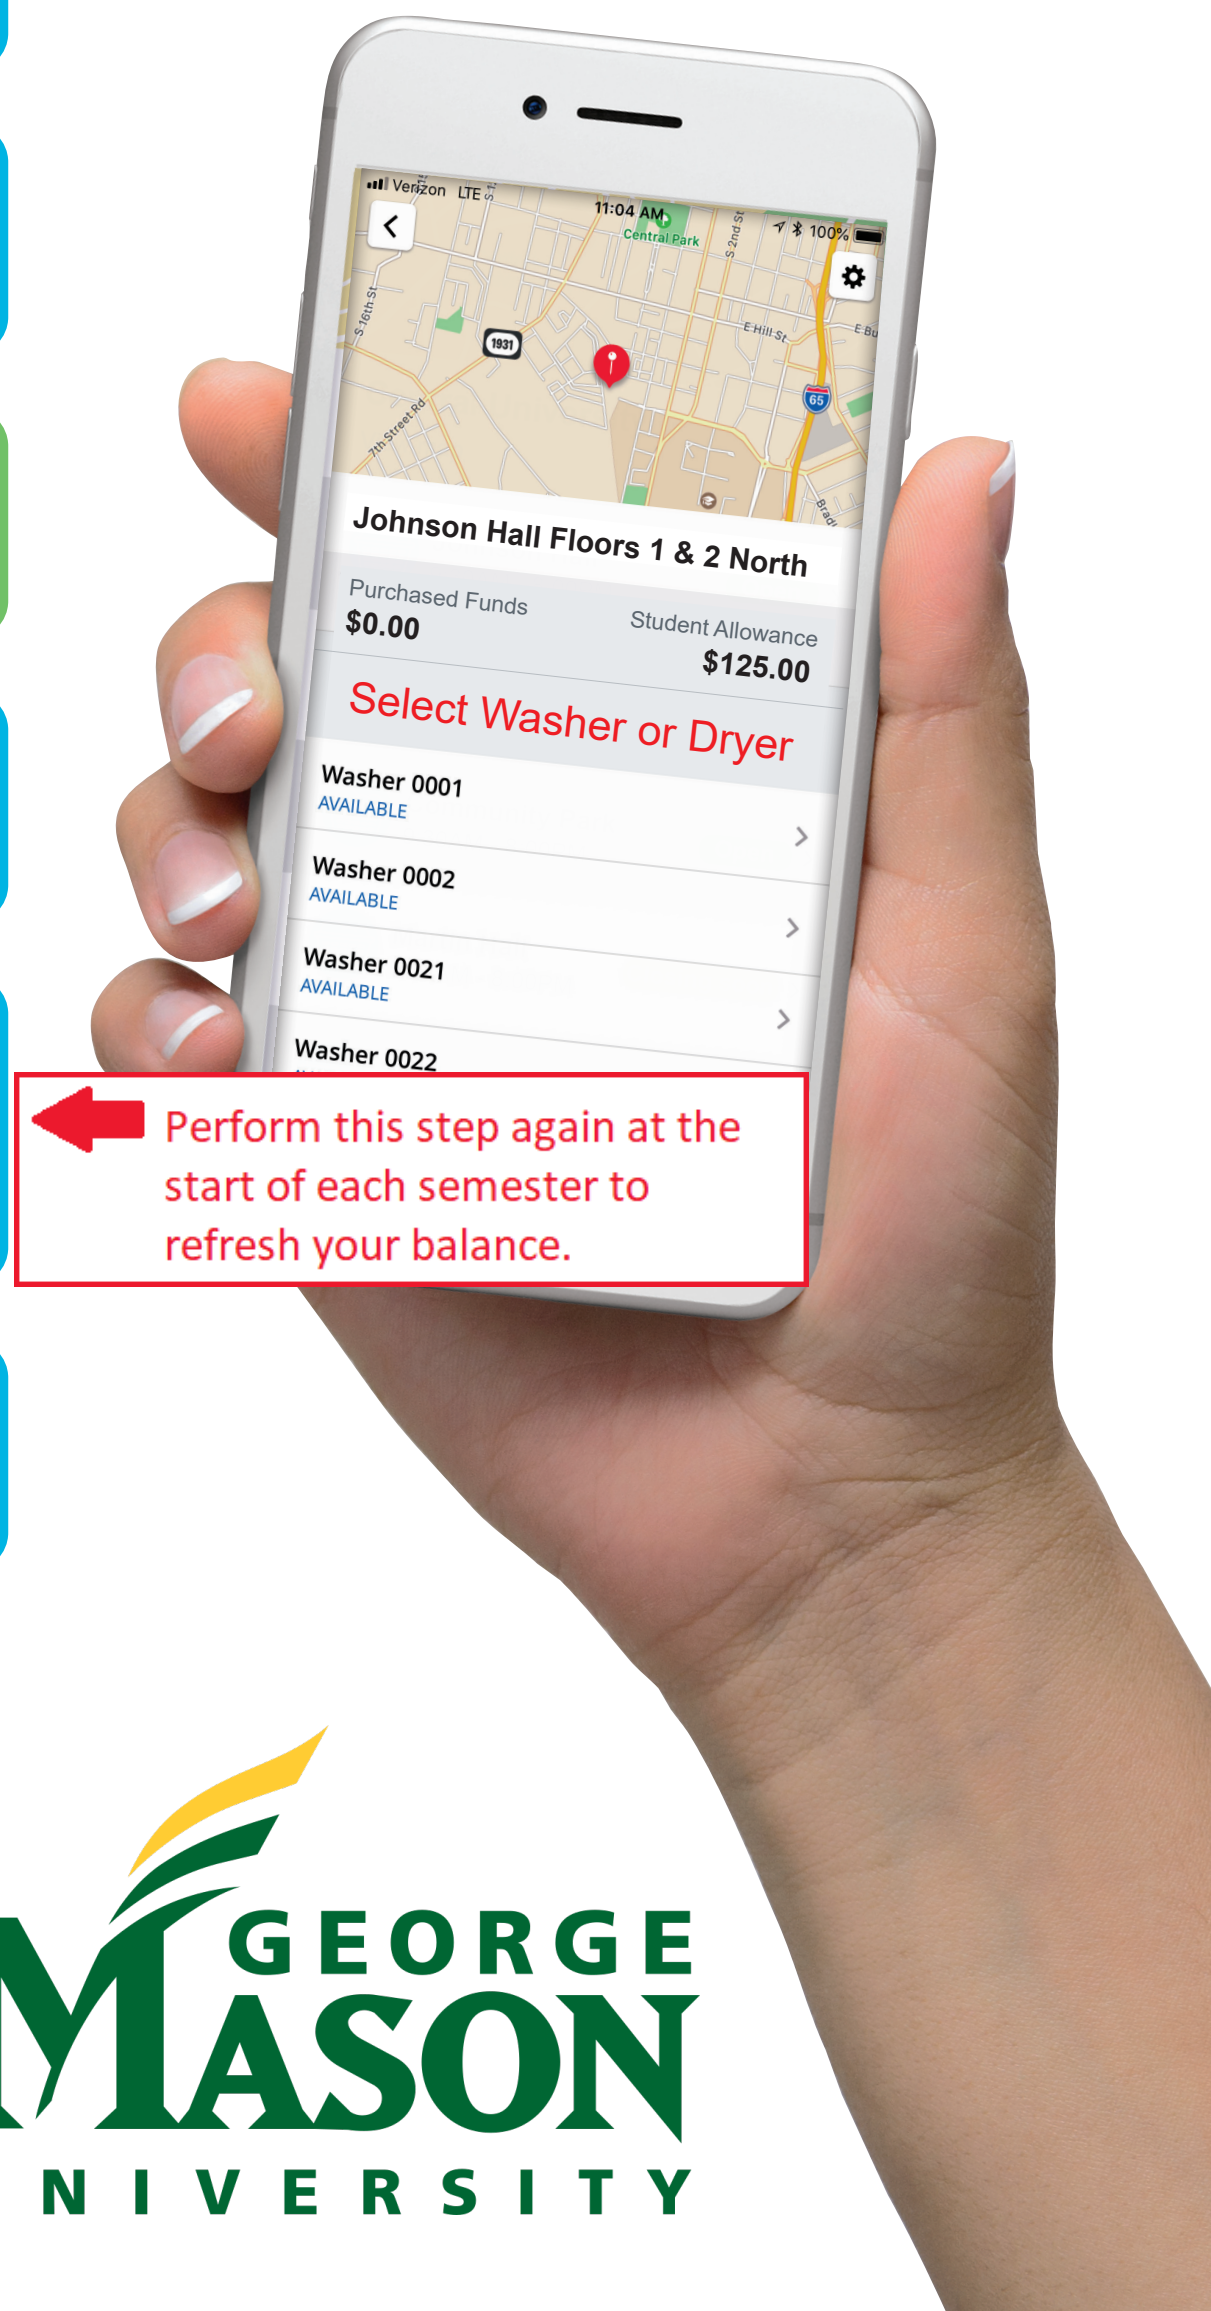 Verizon LTE
11:04 AM
100%
Central Park
S 2nd St
S 16th St
E Hill St
E Bu
1931
65
7th Street Rd
Johnson Hall Floors 1 & 2 North
Purchased Funds
Student Allowance
$0.00
$125.00
Select Washer or Dryer
Washer 0001
AVAILABLE
Washer 0002
AVAILABLE
Washer 0021
AVAILABLE
Washer 0022
Perform this step again at the
start of each semester to
refresh your balance.
GEORGE
MASON
NIVERSITY